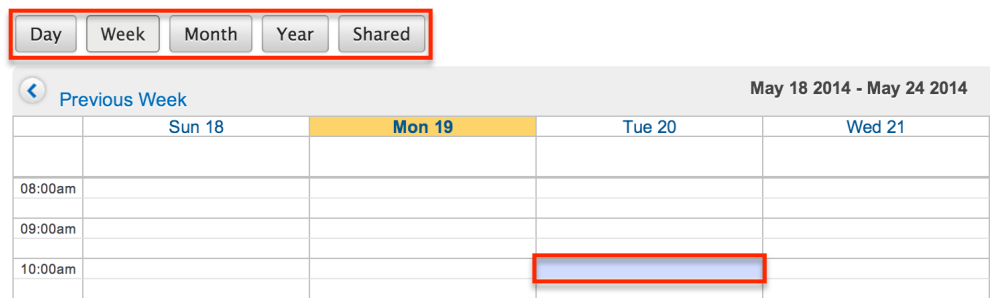 Day Week Month Year Shared
Previous Week May 18 2014 - May 24 2014
Sun 18 Mon 19 Tue 20 Wed 21
08:00am
09:00am
10:00am